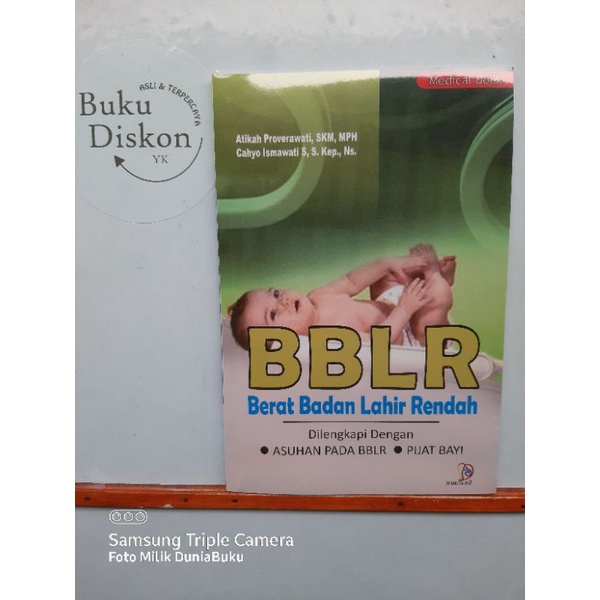 ASLI & TERPERCAYA
Buku
Diskon
YK
Medical Book
Atikah Proverawati, SKM, MPH
Cahyo Ismawati S, S. Kep., Ns.
BBLR
Berat Badan Lahir Rendah
Dilengkapi Dengan
● ASUHAN PADA BBLR ● PIJAT BAYI
Samsung Triple Camera
Foto Milik DuniaBuku